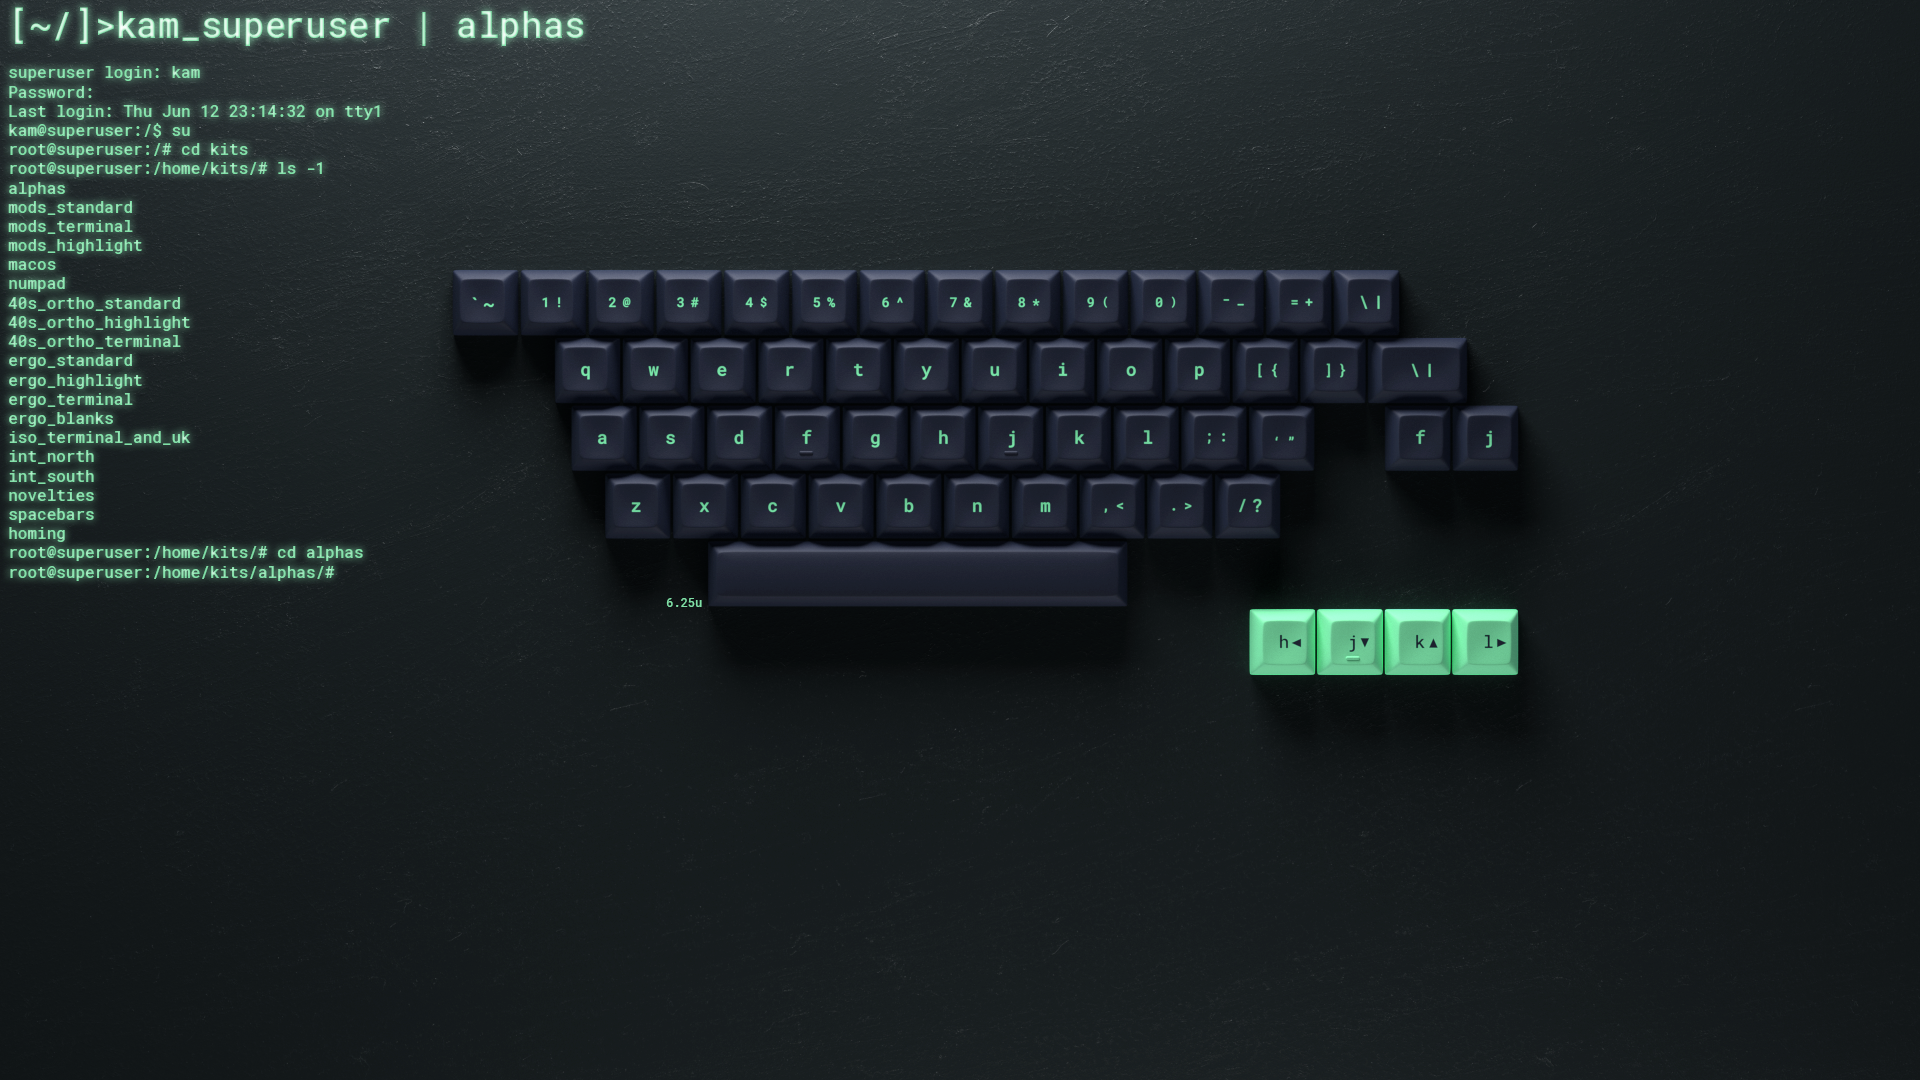 [~/]>kam_superuser | alphas
superuser login: kam
Password:
Last login: Thu Jun 12 23:14:32 on tty1
kam@superuser:/$ su
root@superuser:/# cd kits
root@superuser:/home/kits/# ls -1
alphas
mods_standard
mods_terminal
mods_highlight
macos
numpad
40s_ortho_standard
40s_ortho_highlight
40s_ortho_terminal
ergo_standard
ergo_highlight
ergo_terminal
ergo_blanks
iso_terminal_and_uk
int_north
int_south
novelties
spacebars
homing
root@superuser:/home/kits/# cd alphas
root@superuser:/home/kits/alphas/#
` ~ 1 ! 2 @ 3 # 4 $ 5 % 6 ^ 7 & 8 * 9 ( 0 ) - _ = + \ |
q w e r t y u i o p [ { ] } \ |
a s d f g h j k l ; : ' " f j
z x c v b n m , < . > / ?
6.25u
h◄ j▼ k▲ l►